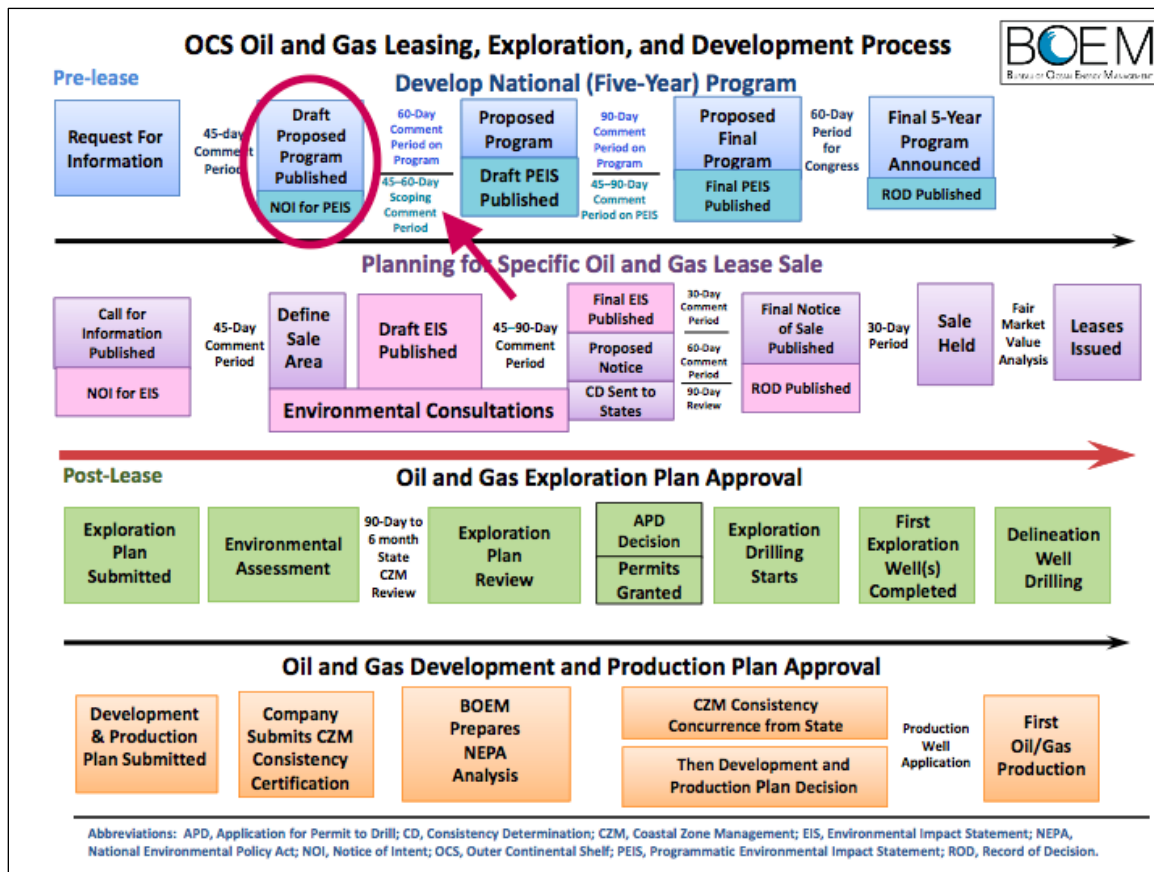 OCS Oil and Gas Leasing, Exploration, and Development Process
BOEM
BUREAU OF OCEAN ENERGY MANAGEMENT
Pre-lease
Develop National (Five-Year) Program
Request For
Information
45-day
Comment
Period
Draft
Proposed
Program
Published
NOI for PEIS
60-Day
Comment
Period on
Program
45–60-Day
Scoping
Comment
Period
Proposed
Program
Draft PEIS
Published
90-Day
Comment
Period on
Program
45–90-Day
Comment
Period on PEIS
Proposed
Final
Program
Final PEIS
Published
60-Day
Period
for
Congress
Final 5-Year
Program
Announced
ROD Published
Planning for Specific Oil and Gas Lease Sale
Call for
Information
Published
NOI for EIS
45-Day
Comment
Period
Define
Sale
Area
Draft EIS
Published
Environmental Consultations
45–90-Day
Comment
Period
Final EIS
Published
Proposed
Notice
CD Sent to
States
30-Day
Comment
Period
60-Day
Comment
Period
90-Day
Review
Final Notice
of Sale
Published
ROD Published
30-Day
Period
Sale
Held
Fair
Market
Value
Analysis
Leases
Issued
Post-Lease
Oil and Gas Exploration Plan Approval
Exploration
Plan
Submitted
Environmental
Assessment
90-Day to
6 month
State
CZM
Review
Exploration
Plan
Review
APD
Decision
Permits
Granted
Exploration
Drilling
Starts
First
Exploration
Well(s)
Completed
Delineation
Well
Drilling
Oil and Gas Development and Production Plan Approval
Development
& Production
Plan Submitted
Company
Submits CZM
Consistency
Certification
BOEM
Prepares
NEPA
Analysis
CZM Consistency
Concurrence from State
Then Development and
Production Plan Decision
Production
Well
Application
First
Oil/Gas
Production
Abbreviations: APD, Application for Permit to Drill; CD, Consistency Determination; CZM, Coastal Zone Management; EIS, Environmental Impact Statement; NEPA,
National Environmental Policy Act; NOI, Notice of Intent; OCS, Outer Continental Shelf; PEIS, Programmatic Environmental Impact Statement; ROD, Record of Decision.